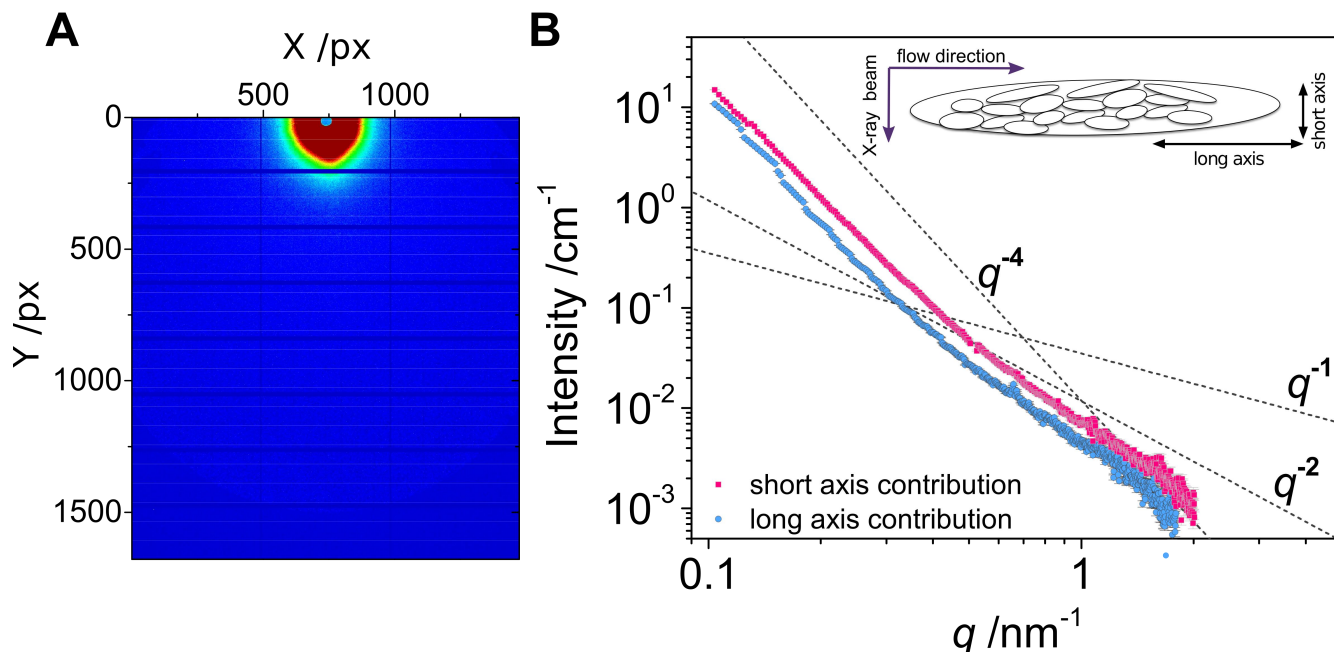 A
X /px
500
1000
0
500
1000
1500
Y /px
B
Intensity /cm⁻¹
10¹
10⁰
10⁻¹
10⁻²
10⁻³
flow direction
X-ray beam
short axis
long axis
q⁻⁴
q⁻¹
q⁻²
short axis contribution
long axis contribution
0.1
1
q /nm⁻¹